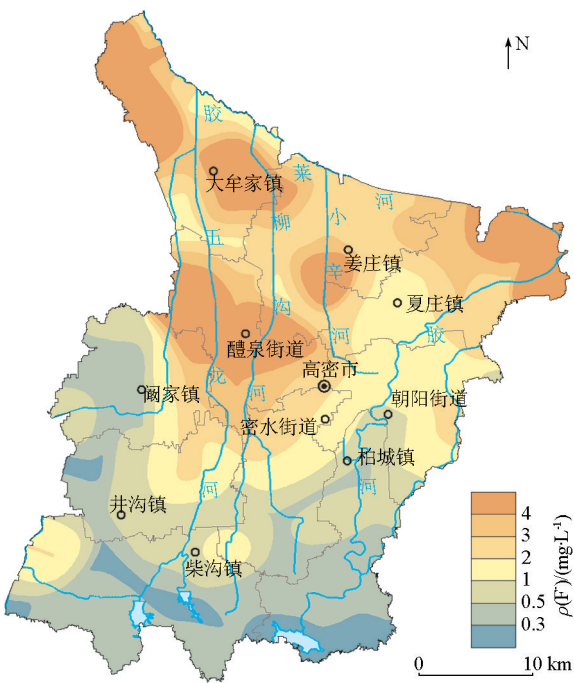 N
胶
莱
河
大牟家镇
五
柳
小
姜庄镇
辛
夏庄镇
沟
河
胶
醴泉街道
高密市
龙
河
阚家镇
朝阳街道
密水街道
柏城镇
河
河
井沟镇
柴沟镇
4
3
2
1
0.5
0.3
ρ(F⁻)/(mg·L⁻¹)
0
10 km